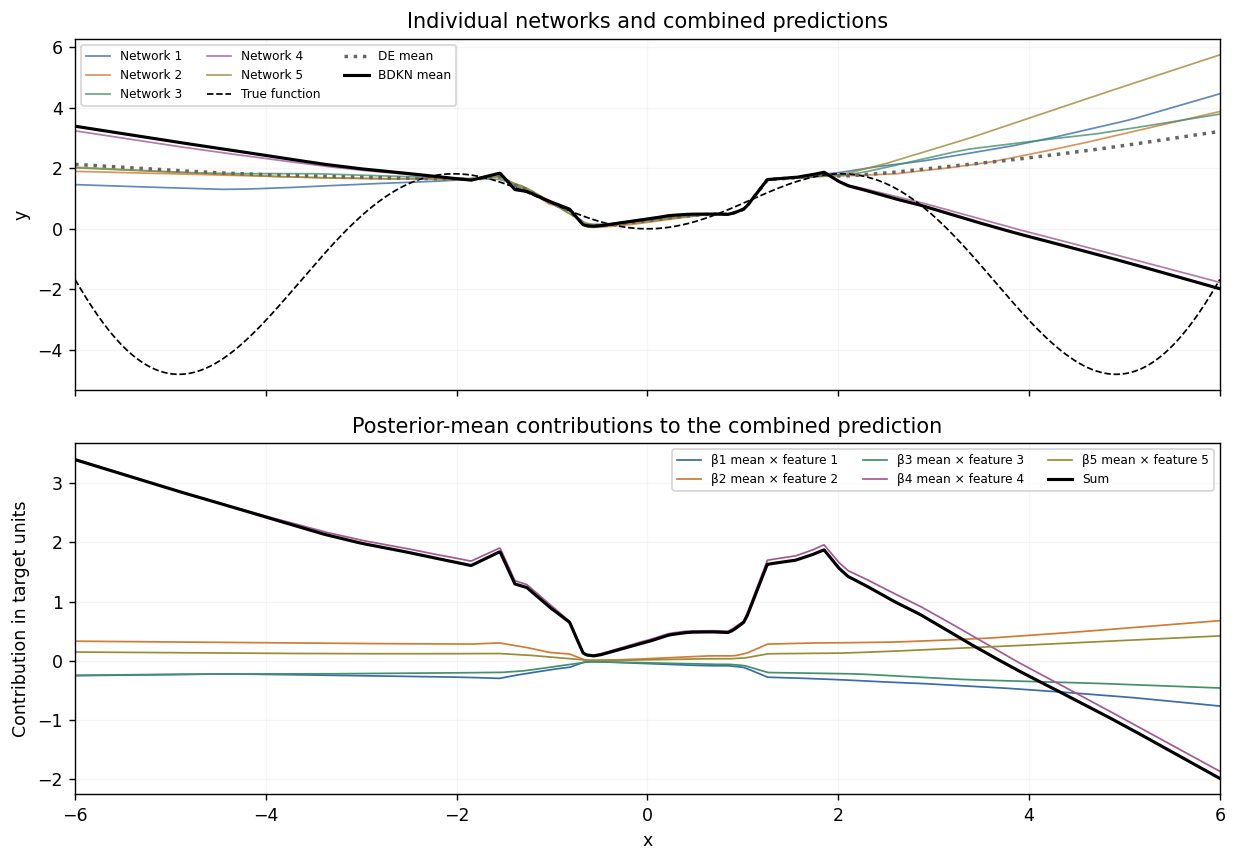 Individual networks and combined predictions
Network 1
Network 2
Network 3
Network 4
Network 5
True function
DE mean
BDKN mean
6
4
2
0
−2
−4
y
Posterior-mean contributions to the combined prediction
β1 mean × feature 1
β2 mean × feature 2
β3 mean × feature 3
β4 mean × feature 4
β5 mean × feature 5
Sum
3
2
1
0
−1
−2
Contribution in target units
−6
−4
−2
0
2
4
6
x